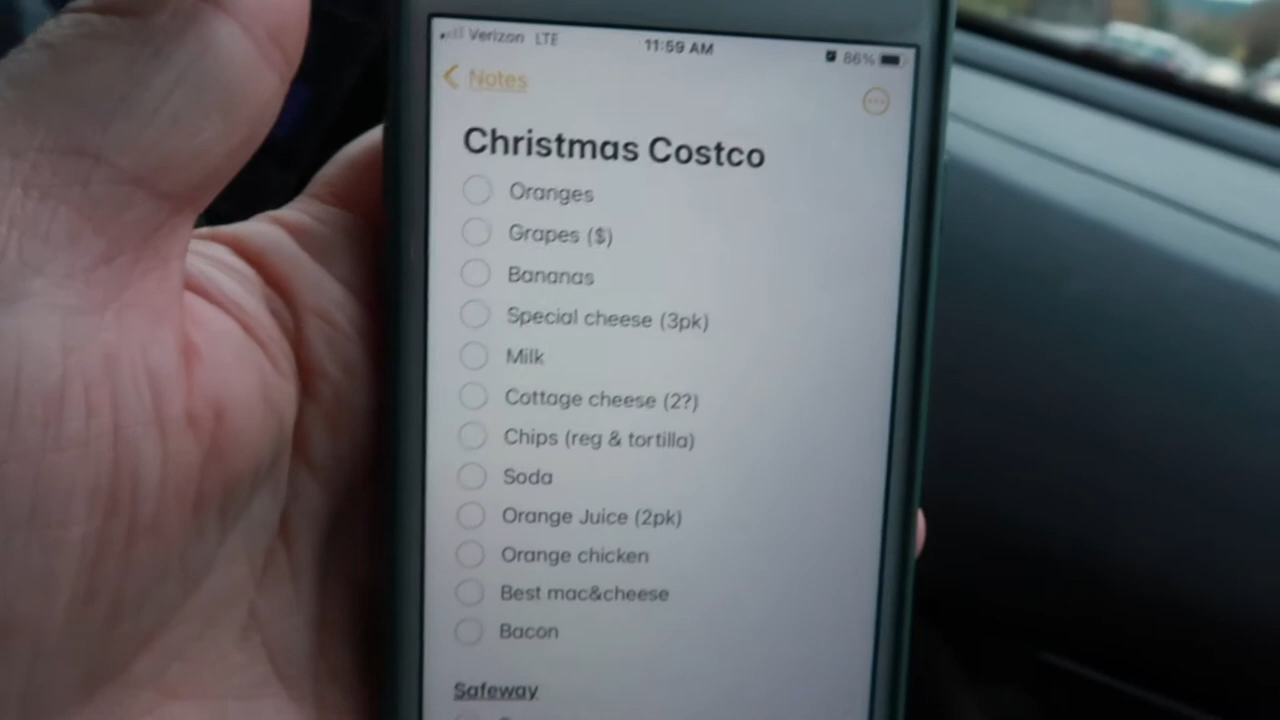 Verizon LTE 11:59 AM 86%
Notes
Christmas Costco
Oranges
Grapes ($)
Bananas
Special cheese (3pk)
Milk
Cottage cheese (2?)
Chips (reg & tortilla)
Soda
Orange Juice (2pk)
Orange chicken
Best mac&cheese
Bacon
Safeway